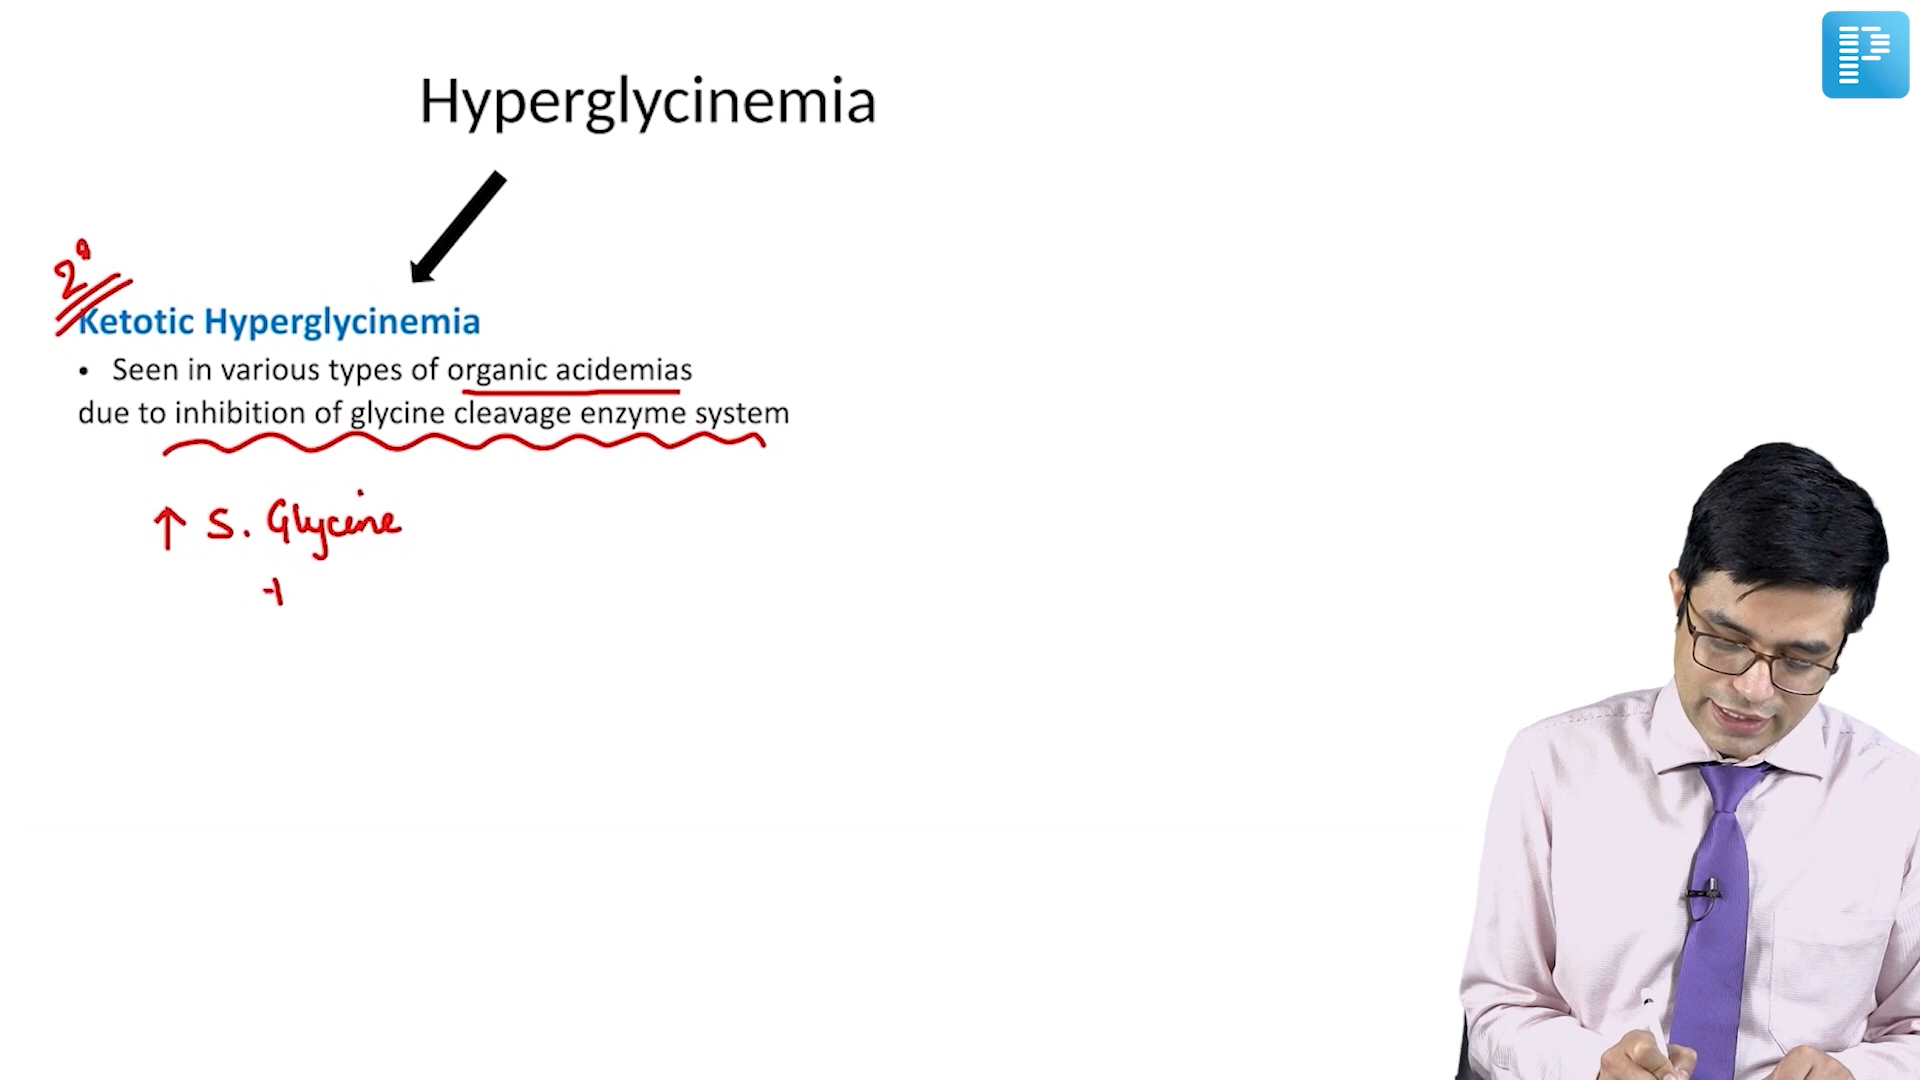 Hyperglycinemia
2°
Ketotic Hyperglycinemia
• Seen in various types of organic acidemias
due to inhibition of glycine cleavage enzyme system
↑ S. Glycine
+
P